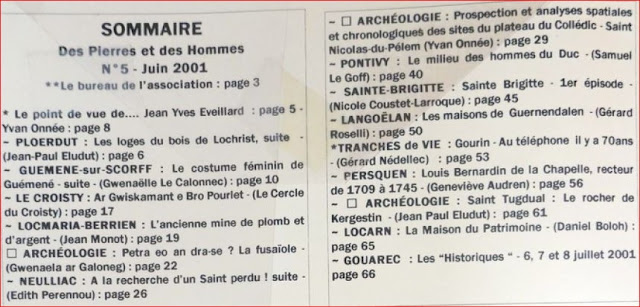 SOMMAIRE
Des Pierres et des Hommes
N°5 - Juin 2001
**Le bureau de l'association : page 3
* Le point de vue de.... Jean Yves Eveillard : page 5 -
Yvan Onnée : page 8
~ PLOERDUT : Les loges du bois de Lochrist, suite -
(Jean-Paul Eludut) : page 6
~ GUEMENE-sur-SCORFF : Le costume féminin de
Guémené - suite - (Gwenaëlle Le Calonnec) : page 10
~ LE CROISTY : Ar Gwiskamant e Bro Pourlet - (Le Cercle
du Croisty) : page 17
~ LOCMARIA-BERRIEN : L'ancienne mine de plomb et
d'argent - (Jean Monot) : page 19
~ □ ARCHÉOLOGIE : Petra eo an dra-se ? La fusaïole -
(Gwenaela ar Galoneg) : page 22
~ NEULLIAC : A la recherche d'un Saint perdu ! suite -
(Edith Perennou) : page 26
~ □ ARCHÉOLOGIE : Prospection et analyses spatiales
et chronologiques des sites du plateau du Collédic - Saint
Nicolas-du-Pélem (Yvan Onnée) : page 29
~ PONTIVY : Le milieu des hommes du Duc - (Samuel
Le Goff) : page 40
~ SAINTE-BRIGITTE : Sainte Brigitte - 1er épisode -
(Nicole Coustet-Larroque) : page 45
~ LANGOËLAN : Les maisons de Guernendalen - (Gérard
Roselli) : page 50
*TRANCHES de VIE : Gourin - Au téléphone il y a 70ans
- (Gérard Nédellec) : page 53
~ PERSQUEN : Louis Bernardin de la Chapelle, recteur
de 1709 à 1745 - (Geneviève Audren) : page 56
~ □ ARCHÉOLOGIE : Saint Tugdual : Le rocher de
Kergestin - (Jean Paul Eludut) : page 61
~ LOCARN : La Maison du Patrimoine - (Daniel Boloh) :
page 65
~ GOUAREC : Les "Historiques " - 6, 7 et 8 juillet 2001
page 66